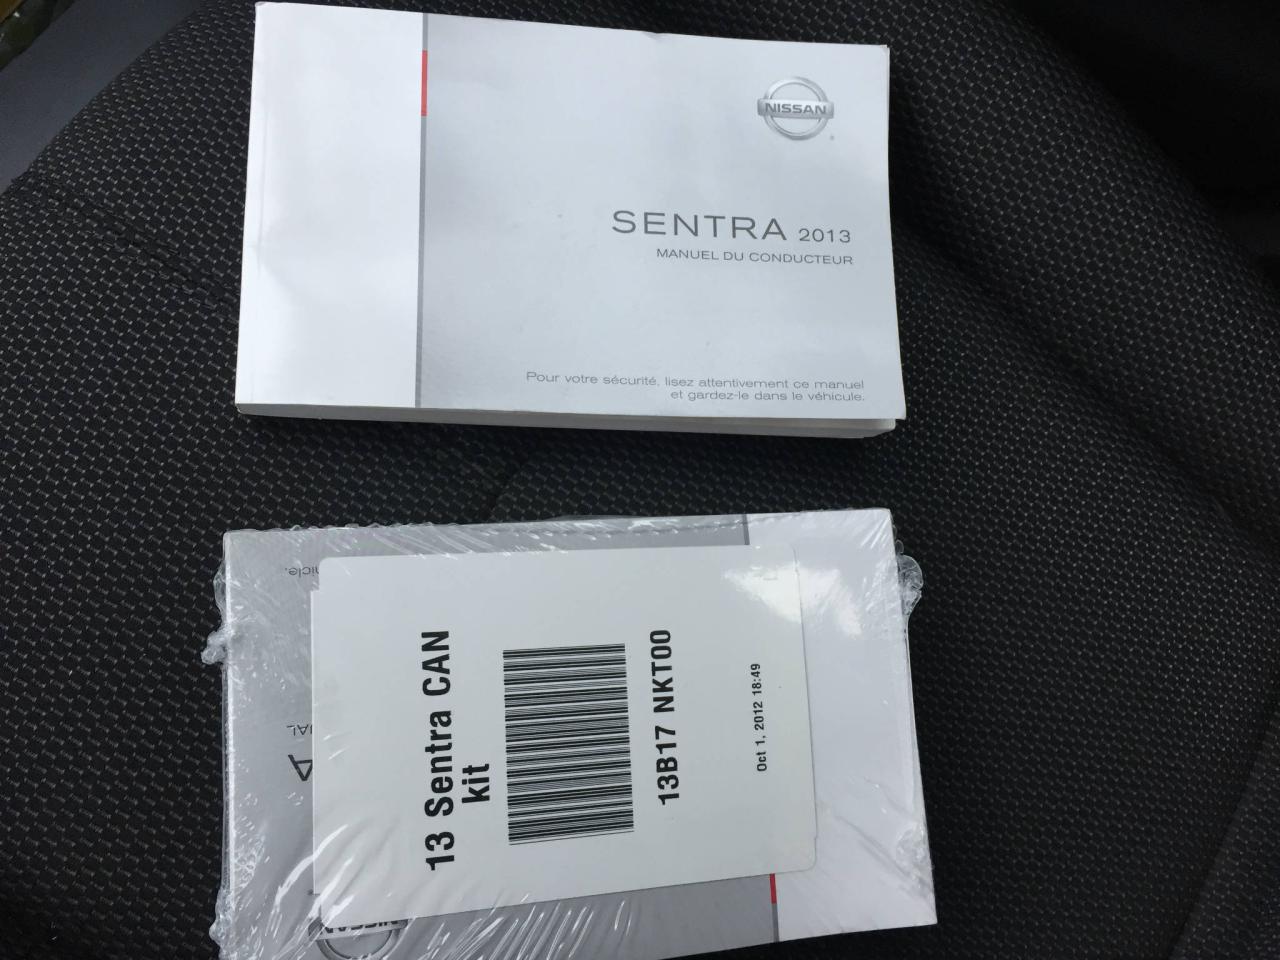 NISSAN
SENTRA 2013
MANUEL DU CONDUCTEUR
Pour votre sécurité, lisez attentivement ce manuel
et gardez-le dans le véhicule.
13 Sentra CAN
kit
13B17 NKT00
Oct 1, 2012 18:49
NISSAN